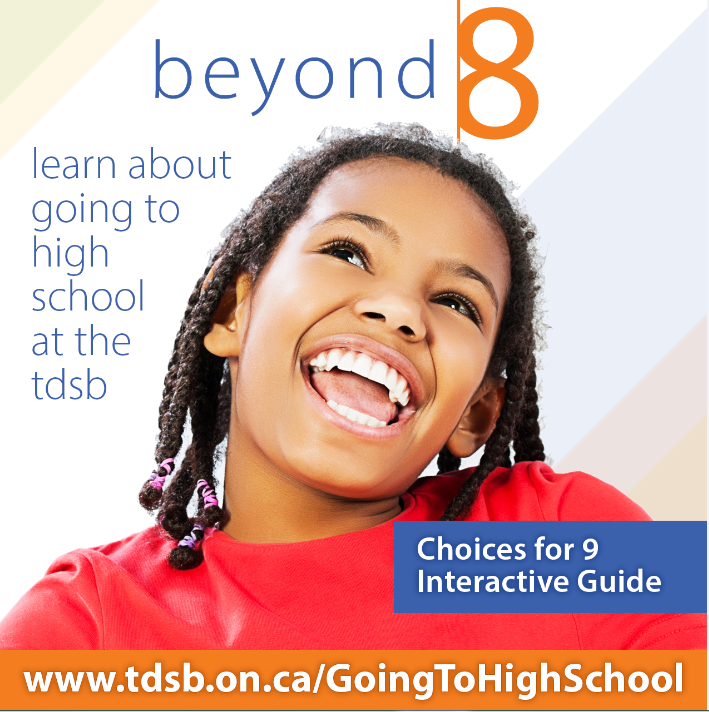 beyond 8
learn about
going to
high
school
at the
tdsb
Choices for 9
Interactive Guide
www.tdsb.on.ca/GoingToHighSchool